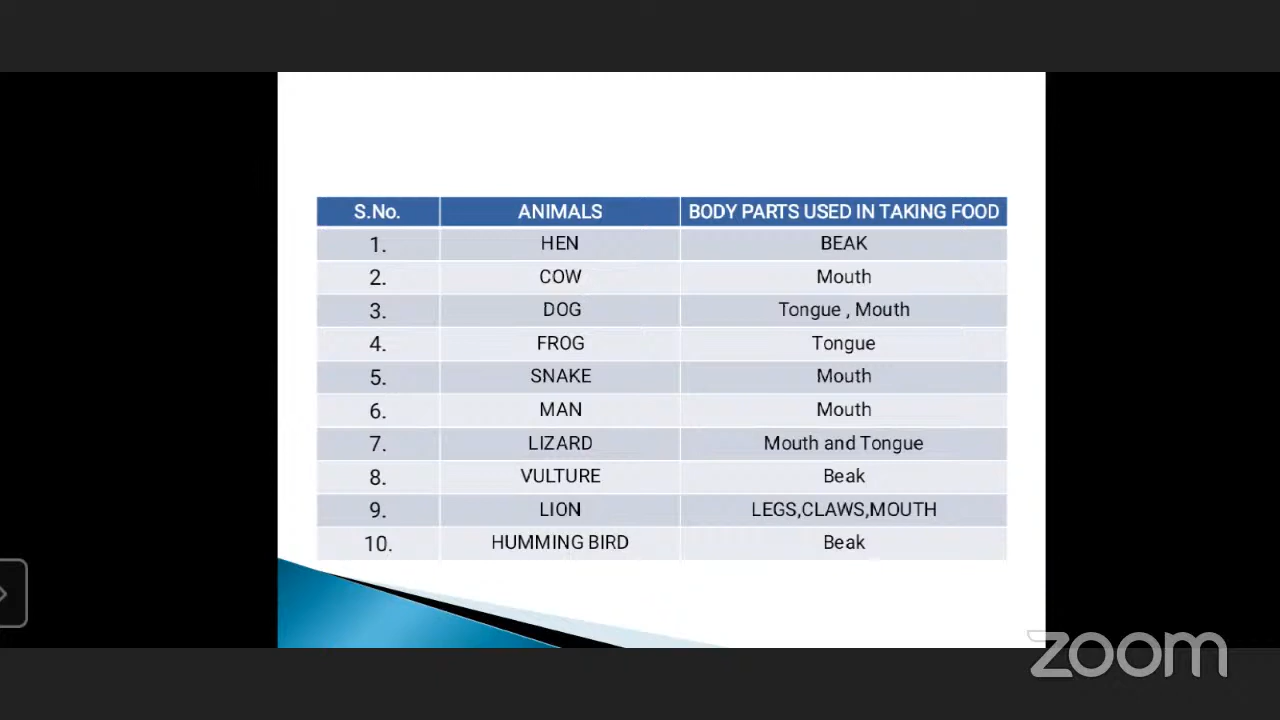 S.No. ANIMALS BODY PARTS USED IN TAKING FOOD
1. HEN BEAK
2. COW Mouth
3. DOG Tongue , Mouth
4. FROG Tongue
5. SNAKE Mouth
6. MAN Mouth
7. LIZARD Mouth and Tongue
8. VULTURE Beak
9. LION LEGS,CLAWS,MOUTH
10. HUMMING BIRD Beak
zoom